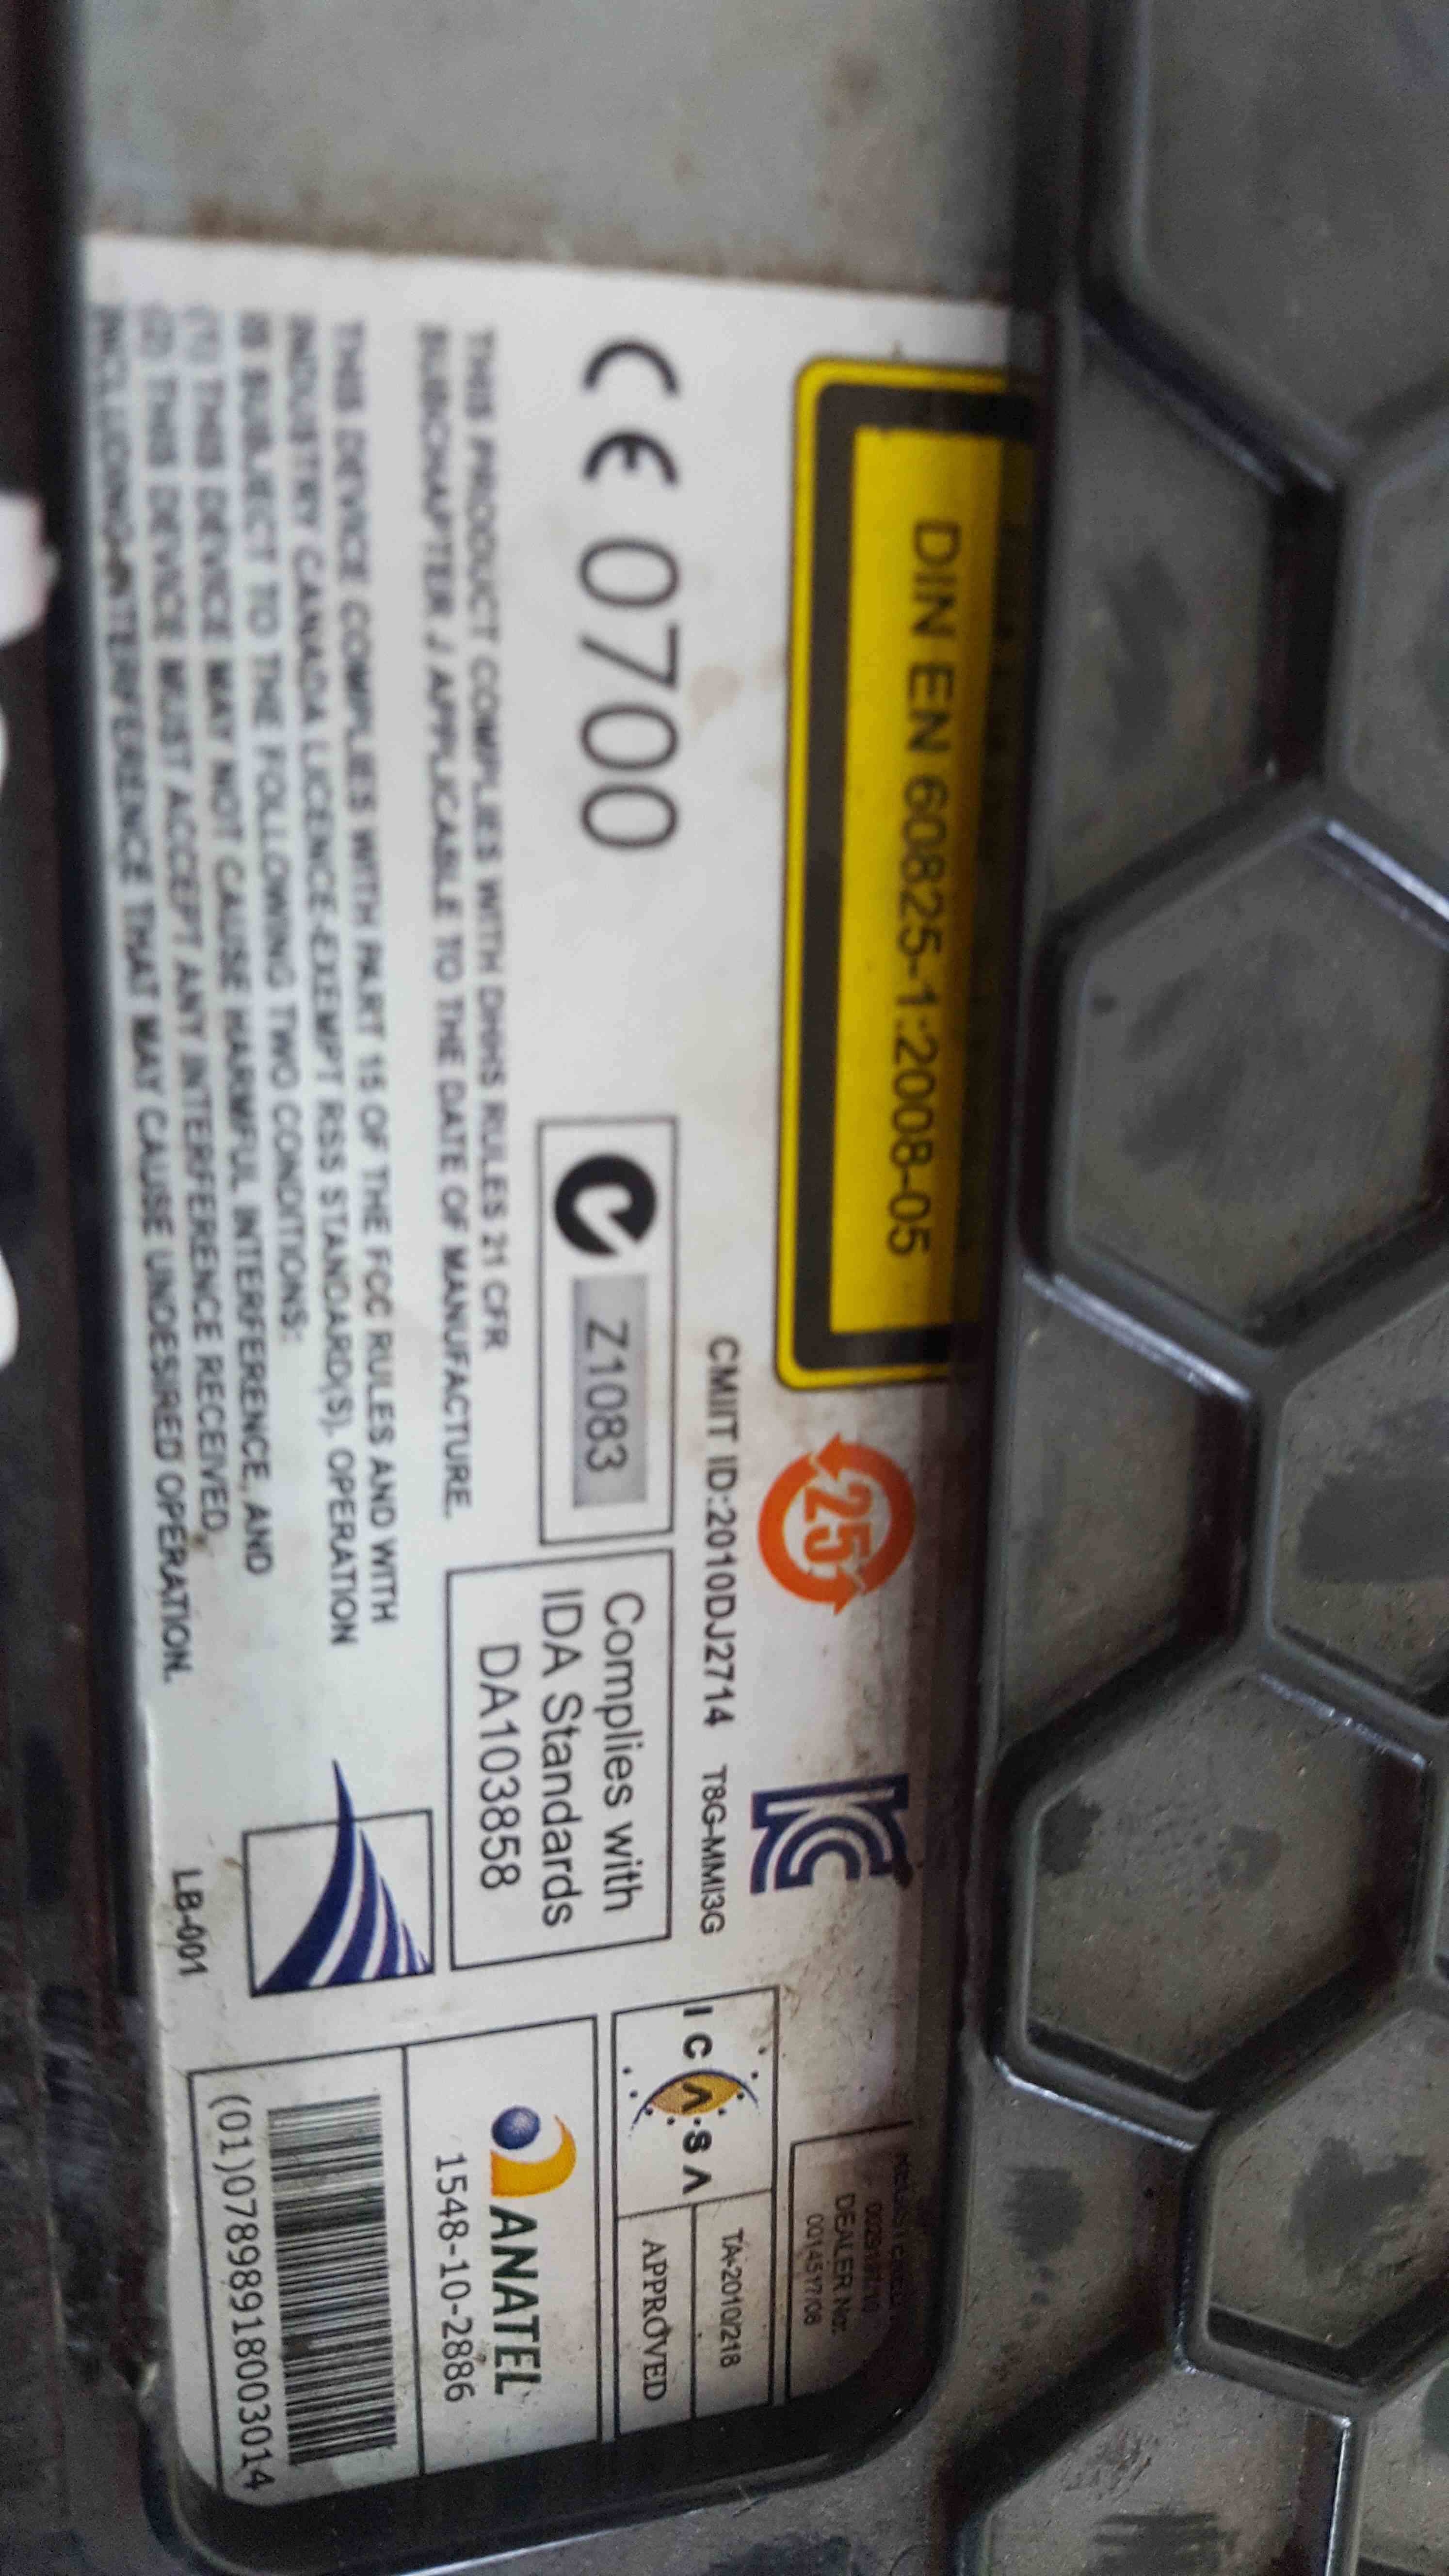 DIN EN 60825-1:2008-05
25
CE 0700
CMIIT ID:2010DJ2714 T8G-MMI3G
Z1083
Complies with
IDA Standards
DA103858
THIS PRODUCT COMPLIES WITH DHHS RULES 21 CFR
SUBCHAPTER J APPLICABLE TO THE DATE OF MANUFACTURE.
THIS DEVICE COMPLIES WITH PART 15 OF THE FCC RULES AND WITH
INDUSTRY CANADA LICENCE-EXEMPT RSS STANDARD(S). OPERATION
IS SUBJECT TO THE FOLLOWING TWO CONDITIONS:
(1) THIS DEVICE MAY NOT CAUSE HARMFUL INTERFERENCE, AND
(2) THIS DEVICE MUST ACCEPT ANY INTERFERENCE RECEIVED,
INCLUDING INTERFERENCE THAT MAY CAUSE UNDESIRED OPERATION.
LB-001
DEALER No:
ICASA
TA-2010/218
APPROVED
ANATEL
1548-10-2886
(01)07898918003014